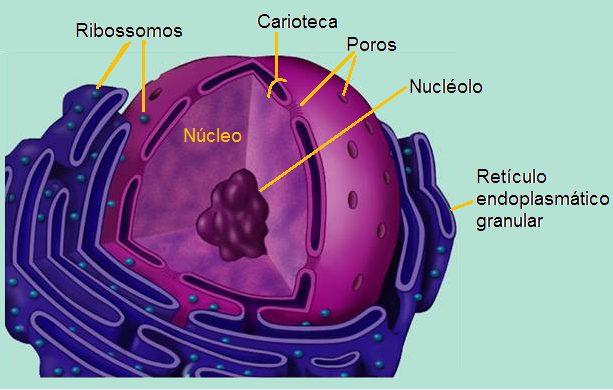 Ribossomos
Carioteca
Poros
Nucléolo
Núcleo
Retículo
endoplasmático
granular